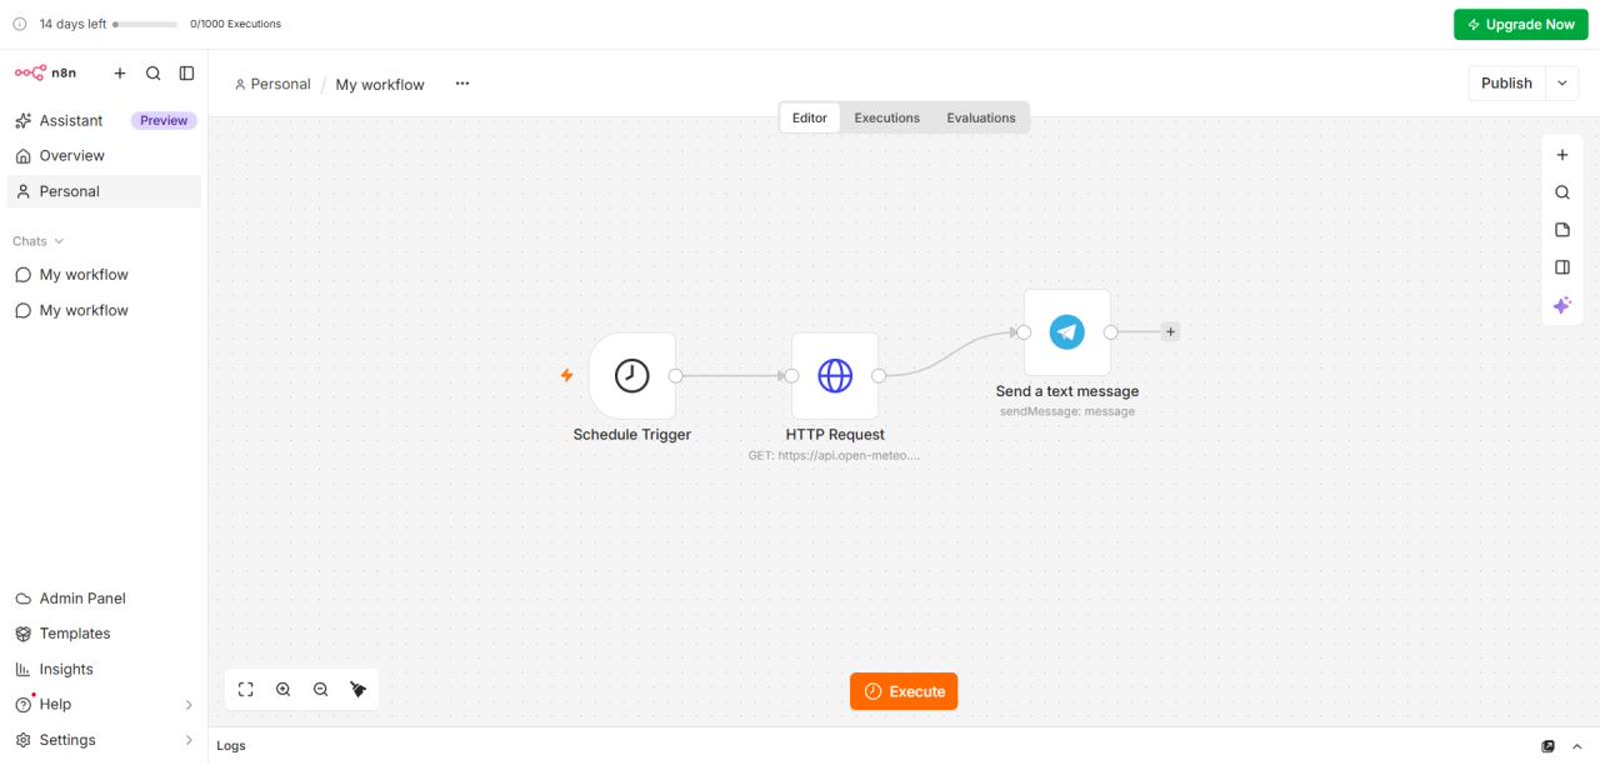 14 days left
0/1000 Executions
Upgrade Now
n8n
Personal / My workflow
Publish
Editor
Executions
Evaluations
Assistant
Preview
Overview
Personal
Chats
My workflow
My workflow
Schedule Trigger
HTTP Request
GET: https://api.open-meteo....
Send a text message
sendMessage: message
Admin Panel
Templates
Insights
Help
Settings
Execute
Logs